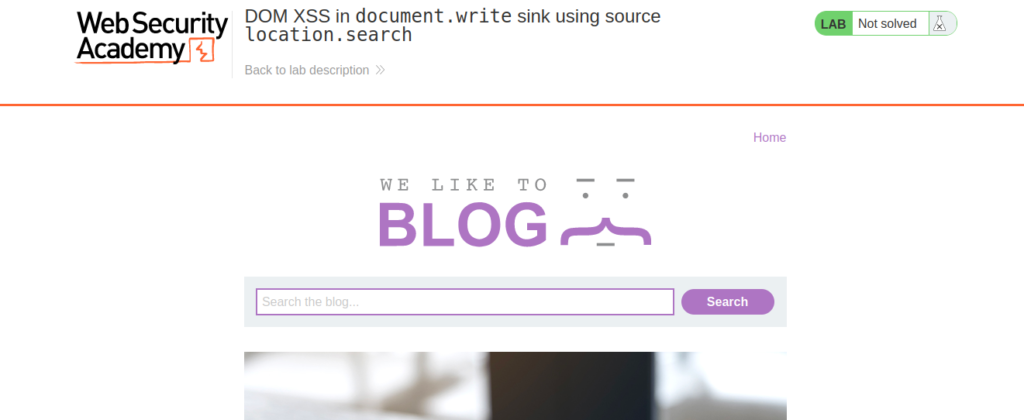 Web Security
Academy
DOM XSS in document.write sink using source
location.search
LAB Not solved
Back to lab description
Home
WE LIKE TO
BLOG
Search the blog...
Search